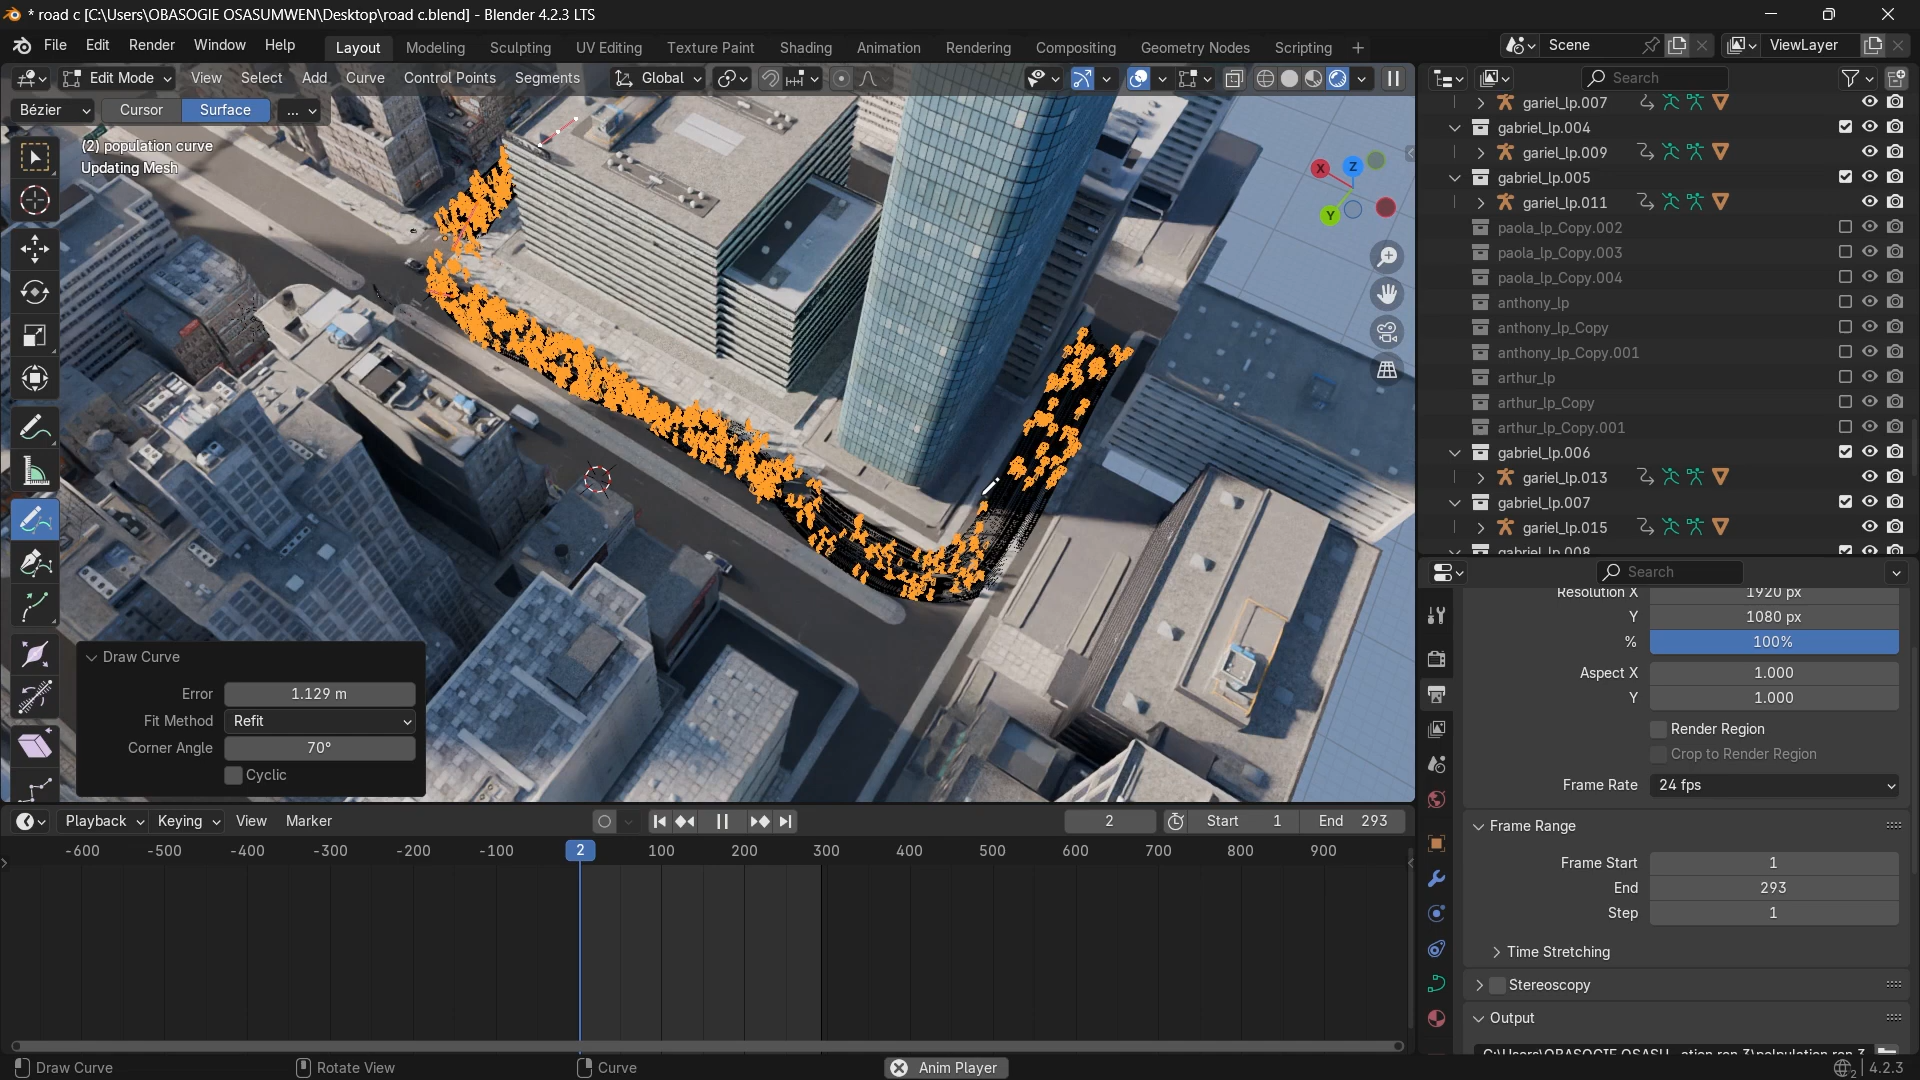 * road c [C:\Users\OBASOGIE OSASUMWEN\Desktop\road c.blend] - Blender 4.2.3 LTS
File Edit Render Window Help
Layout Modeling Sculpting UV Editing Texture Paint Shading Animation Rendering Compositing Geometry Nodes Scripting +
Scene
ViewLayer
Edit Mode View Select Add Curve Control Points Segments
Global
Search
Bézier Cursor Surface ...
(2) population curve
Updating Mesh
X
Z
Y
gariel_lp.007
gabriel_lp.004
gariel_lp.009
gabriel_lp.005
gariel_lp.011
paola_lp_Copy.002
paola_lp_Copy.003
paola_lp_Copy.004
anthony_lp
anthony_lp_Copy
anthony_lp_Copy.001
arthur_lp
arthur_lp_Copy
arthur_lp_Copy.001
gabriel_lp.006
gariel_lp.013
gabriel_lp.007
gariel_lp.015
gabriel_lp.008
Search
Resolution X 1920 px
Y 1080 px
% 100%
Aspect X 1.000
Y 1.000
Render Region
Crop to Render Region
Frame Rate 24 fps
Frame Range
Frame Start 1
End 293
Step 1
Time Stretching
Stereoscopy
Output
Draw Curve
Error 1.129 m
Fit Method Refit
Corner Angle 70°
Cyclic
Playback Keying View Marker
2 Start 1 End 293
-600 -500 -400 -300 -200 -100 2 100 200 300 400 500 600 700 800 900
Draw Curve Rotate View Curve Anim Player
2 4.2.3